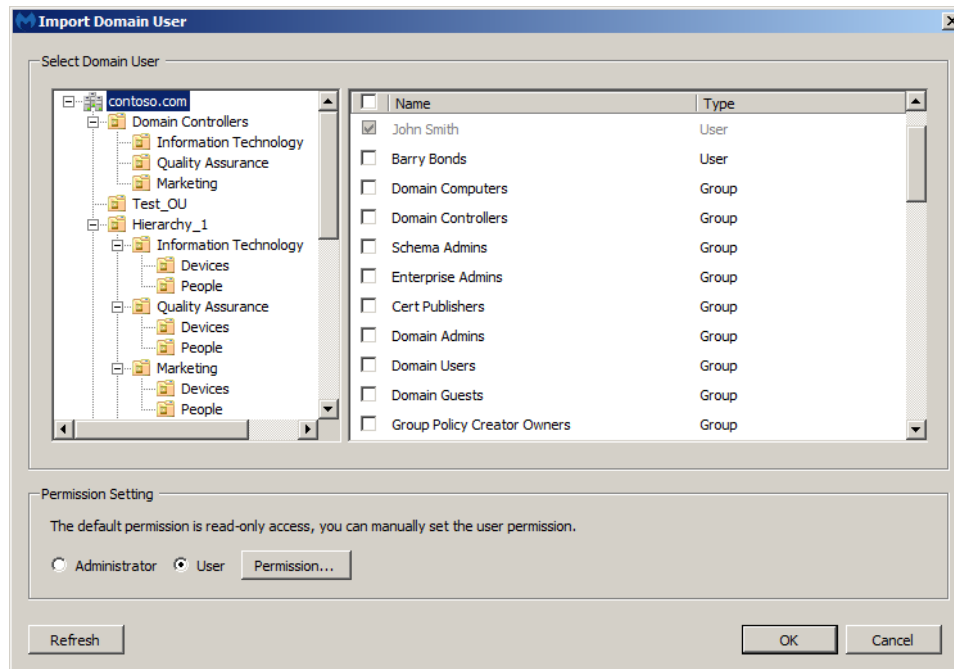 Import Domain User
Select Domain User
contoso.com
Domain Controllers
Information Technology
Quality Assurance
Marketing
Test_OU
Hierarchy_1
Information Technology
Devices
People
Quality Assurance
Devices
People
Marketing
Devices
People
Name Type
John Smith User
Barry Bonds User
Domain Computers Group
Domain Controllers Group
Schema Admins Group
Enterprise Admins Group
Cert Publishers Group
Domain Admins Group
Domain Users Group
Domain Guests Group
Group Policy Creator Owners Group
Permission Setting
The default permission is read-only access, you can manually set the user permission.
Administrator User Permission...
Refresh OK Cancel